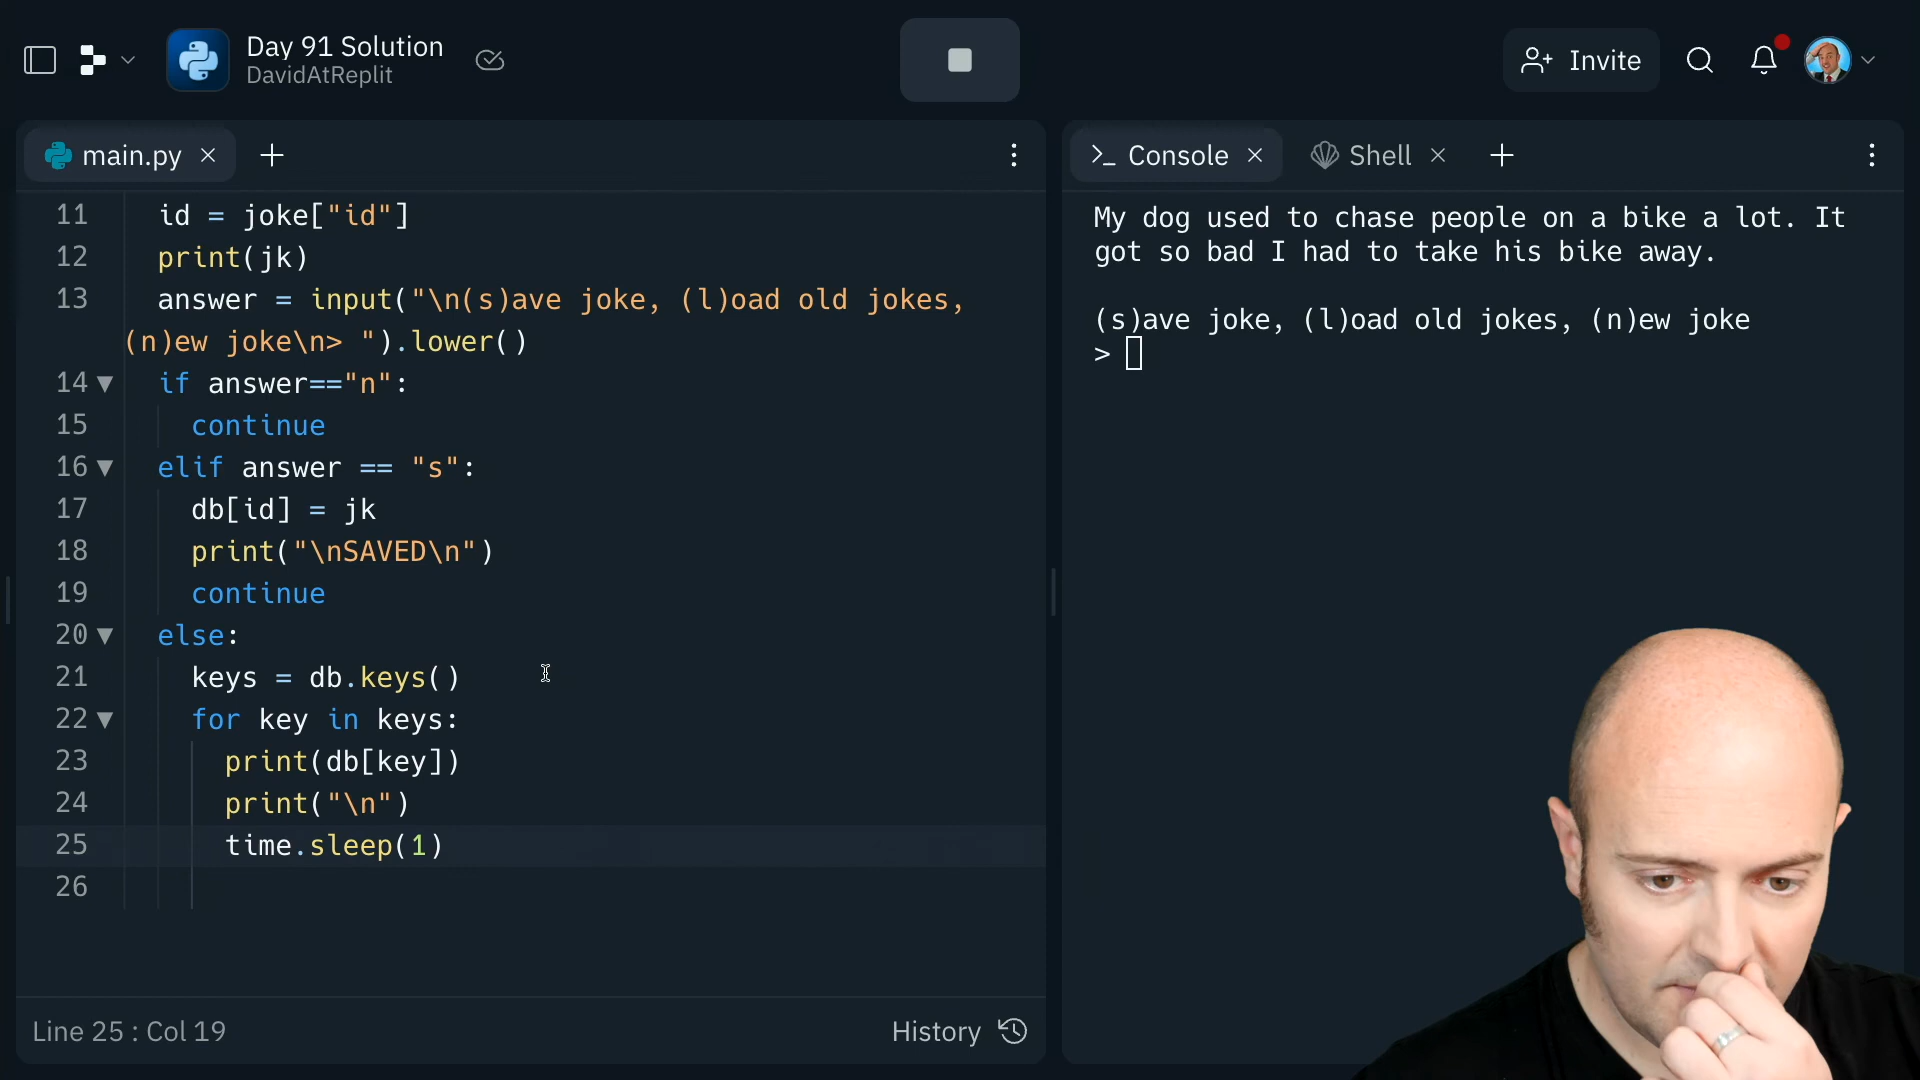 Day 91 Solution
DavidAtReplit
Invite
main.py
Console
Shell
11 id = joke["id"]
12 print(jk)
13 answer = input("\n(s)ave joke, (l)oad old jokes,
(n)ew joke\n> ").lower()
14 if answer=="n":
15 continue
16 elif answer == "s":
17 db[id] = jk
18 print("\nSAVED\n")
19 continue
20 else:
21 keys = db.keys()
22 for key in keys:
23 print(db[key])
24 print("\n")
25 time.sleep(1)
26
Line 25 : Col 19
History
My dog used to chase people on a bike a lot. It
got so bad I had to take his bike away.
(s)ave joke, (l)oad old jokes, (n)ew joke
>